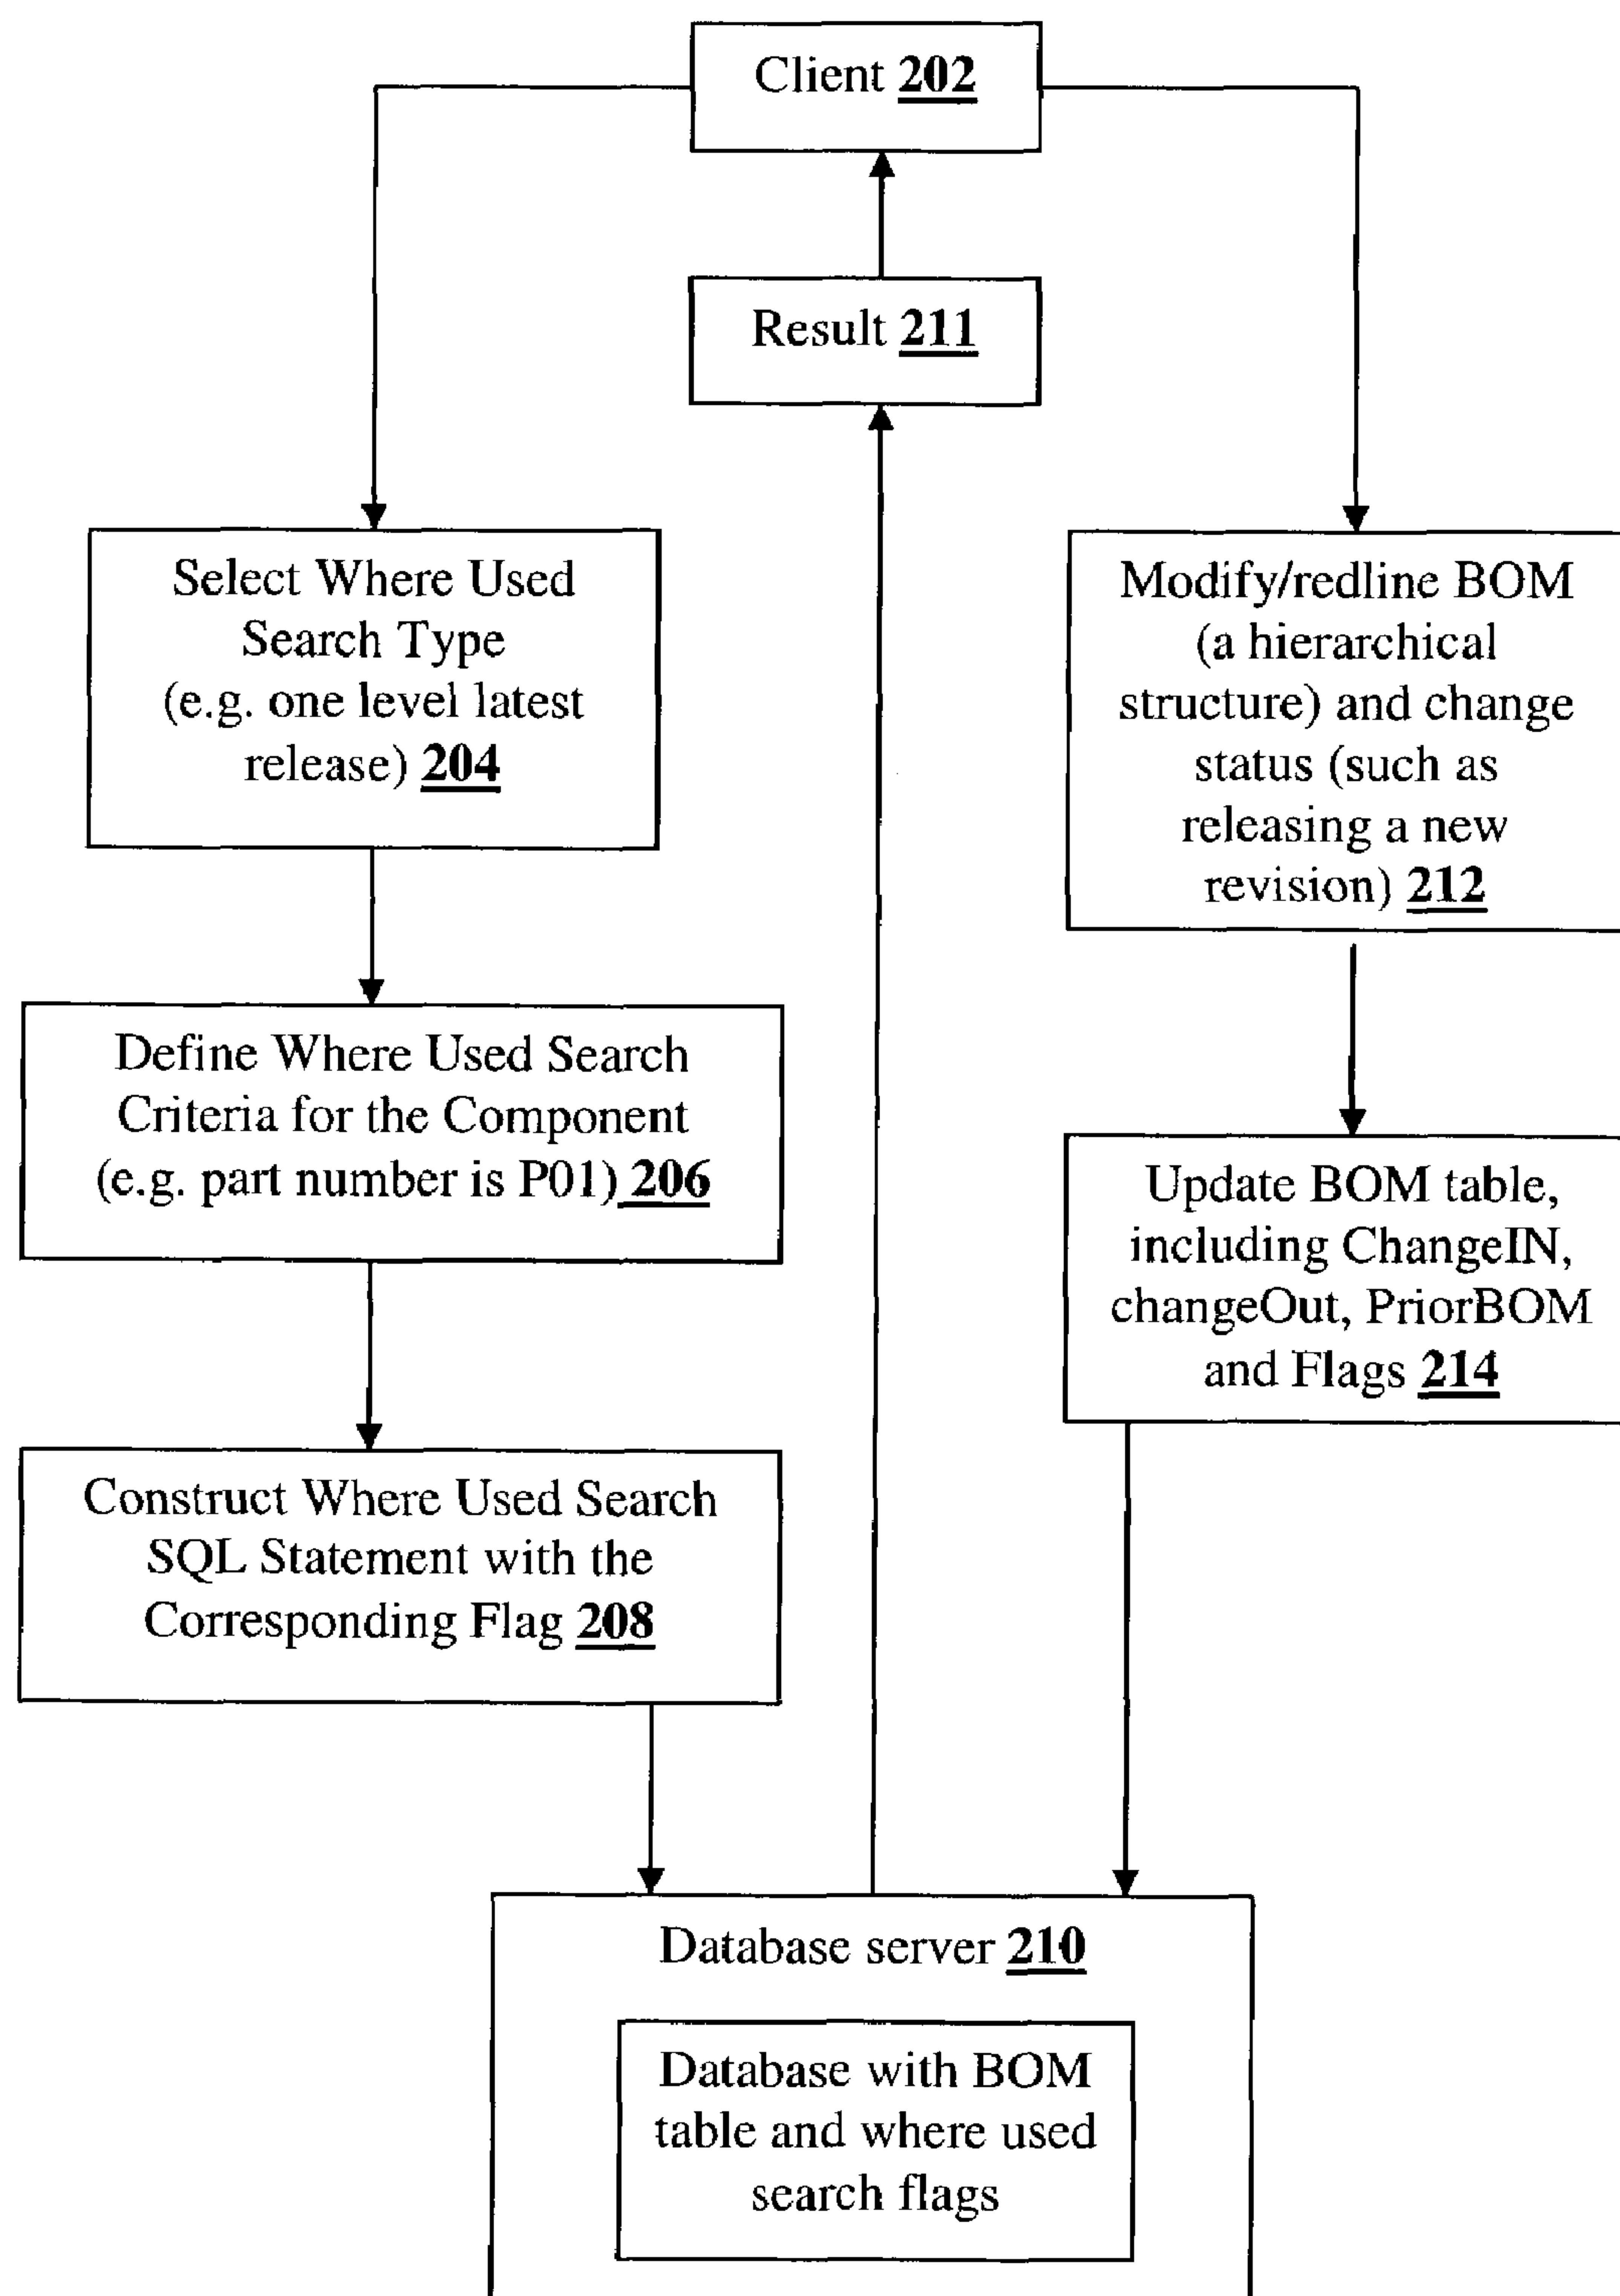 Client 202
Result 211
Select Where Used
Search Type
(e.g. one level latest
release) 204
Define Where Used Search
Criteria for the Component
(e.g. part number is P01) 206
Construct Where Used Search
SQL Statement with the
Corresponding Flag 208
Modify/redline BOM
(a hierarchical
structure) and change
status (such as
releasing a new
revision) 212
Update BOM table,
including ChangeIN,
changeOut, PriorBOM
and Flags 214
Database server 210
Database with BOM
table and where used
search flags